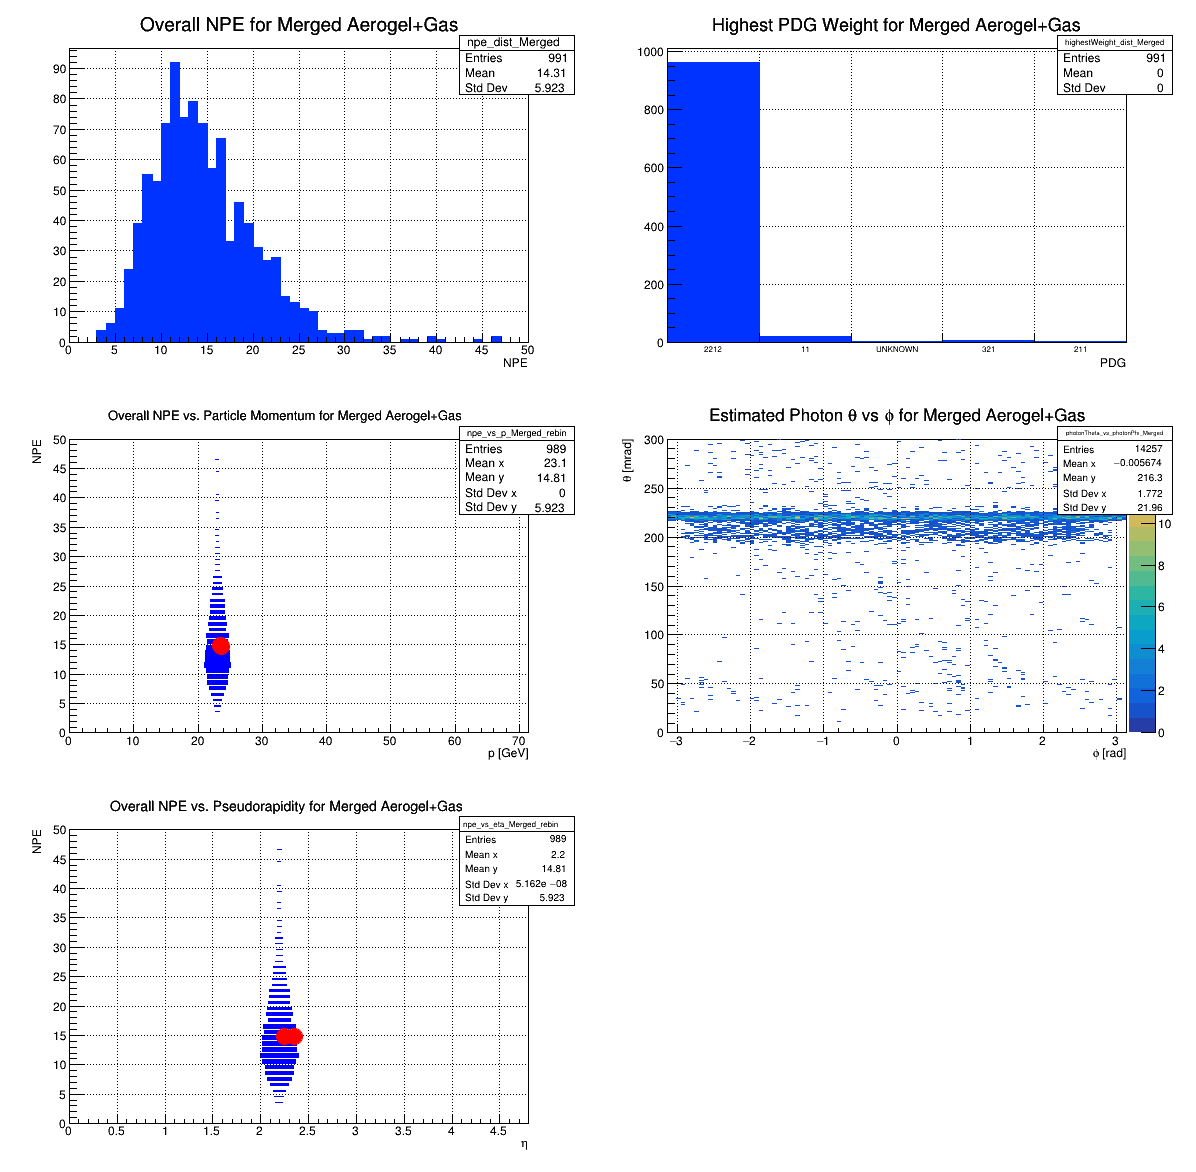 Overall NPE for Merged Aerogel+Gas
npe_dist_Merged
Entries 991
Mean 14.31
Std Dev 5.923
90
80
70
60
50
40
30
20
10
0
0 5 10 15 20 25 30 35 40 45 50
NPE
Highest PDG Weight for Merged Aerogel+Gas
highestWeight_dist_Merged
Entries 991
Mean 0
Std Dev 0
1000
800
600
400
200
0
2212 11 UNKNOWN 321 211
PDG
Overall NPE vs. Particle Momentum for Merged Aerogel+Gas
npe_vs_p_Merged_rebin
Entries 989
Mean x 23.1
Mean y 14.81
Std Dev x 0
Std Dev y 5.923
NPE
50
45
40
35
30
25
20
15
10
5
0
0 10 20 30 40 50 60 70
p [GeV]
Estimated Photon θ vs ϕ for Merged Aerogel+Gas
photonTheta_vs_photonPhi_Merged
Entries 14257
Mean x −0.005674
Mean y 216.3
Std Dev x 1.772
Std Dev y 21.96
θ [mrad]
300
250
200
150
100
50
0
−3 −2 −1 0 1 2 3
ϕ [rad]
10
8
6
4
2
0
Overall NPE vs. Pseudorapidity for Merged Aerogel+Gas
npe_vs_eta_Merged_rebin
Entries 989
Mean x 2.2
Mean y 14.81
Std Dev x 5.162e −08
Std Dev y 5.923
NPE
50
45
40
35
30
25
20
15
10
5
0
0 0.5 1 1.5 2 2.5 3 3.5 4 4.5
η